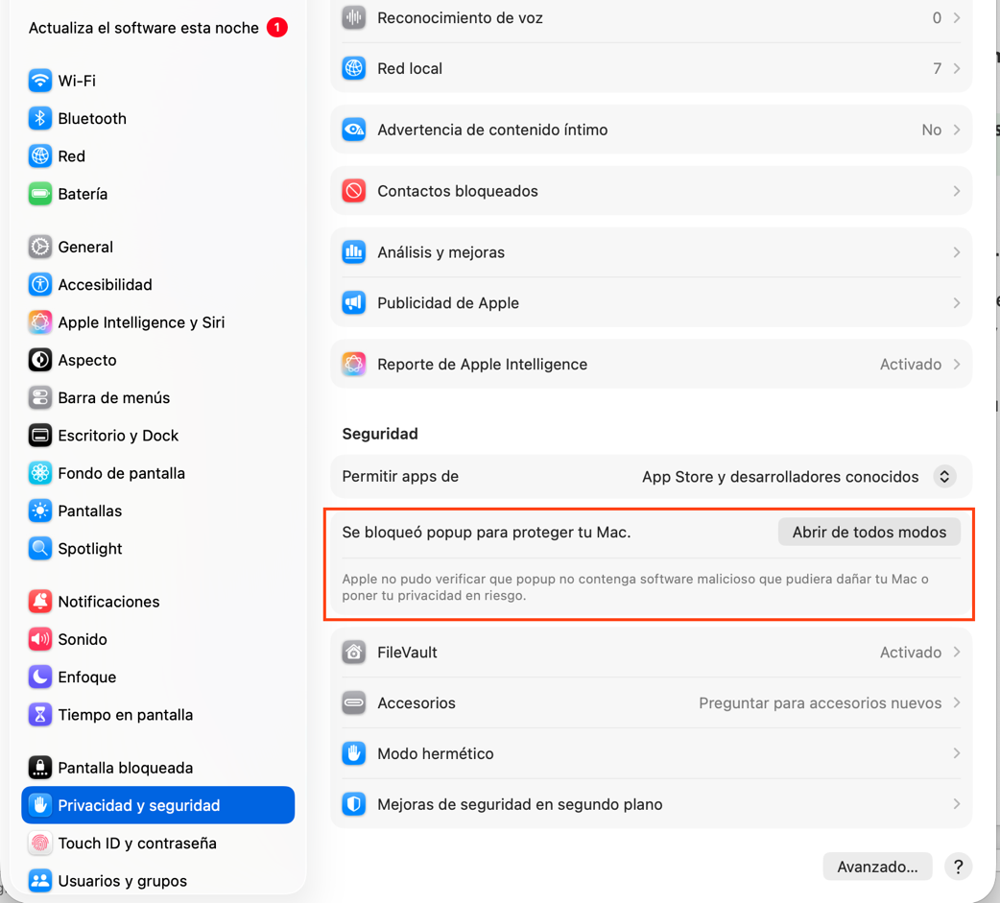 Actualiza el software esta noche 1
Wi-Fi
Bluetooth
Red
Batería
General
Accesibilidad
Apple Intelligence y Siri
Aspecto
Barra de menús
Escritorio y Dock
Fondo de pantalla
Pantallas
Spotlight
Notificaciones
Sonido
Enfoque
Tiempo en pantalla
Pantalla bloqueada
Privacidad y seguridad
Touch ID y contraseña
Usuarios y grupos
Reconocimiento de voz 0
Red local 7
Advertencia de contenido íntimo No
Contactos bloqueados
Análisis y mejoras
Publicidad de Apple
Reporte de Apple Intelligence Activado
Seguridad
Permitir apps de App Store y desarrolladores conocidos
Se bloqueó popup para proteger tu Mac. Abrir de todos modos
Apple no pudo verificar que popup no contenga software malicioso que pudiera dañar tu Mac o
poner tu privacidad en riesgo.
FileVault Activado
Accesorios Preguntar para accesorios nuevos
Modo hermético
Mejoras de seguridad en segundo plano
Avanzado... ?